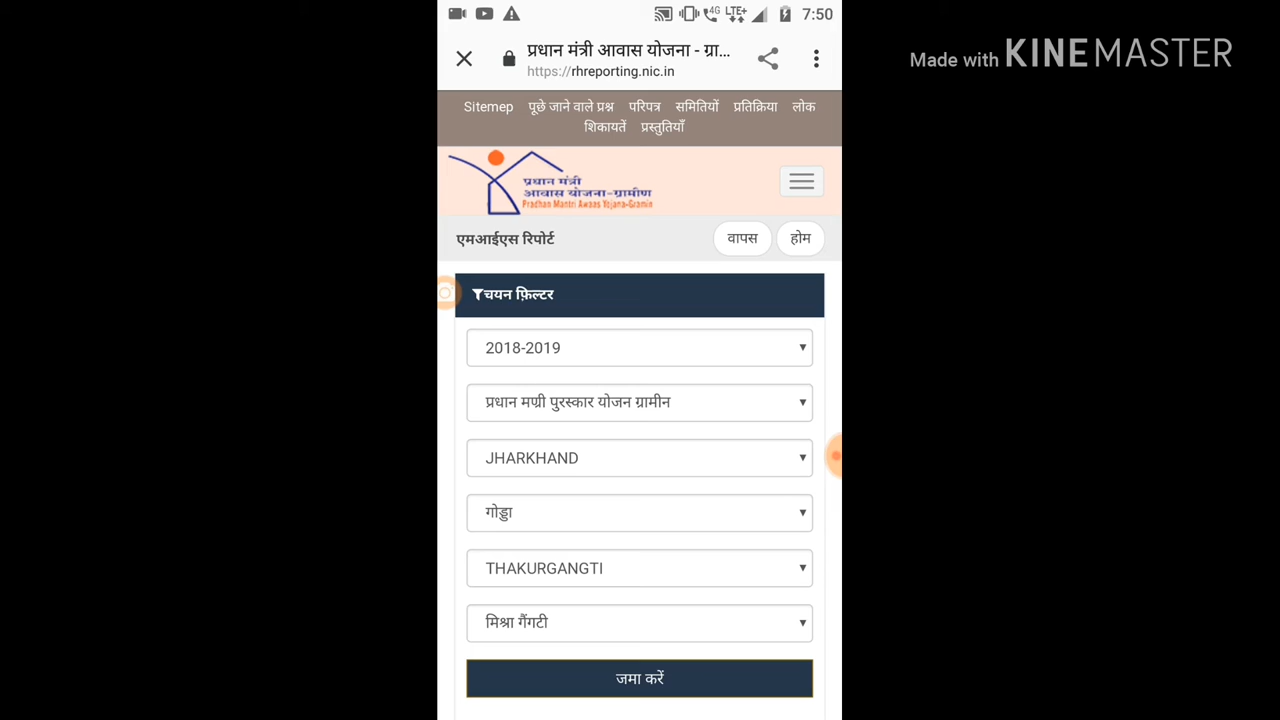 4G LTE+ 7:50
Made with KINEMASTER
प्रधान मंत्री आवास योजना - ग्रा...
https://rhreporting.nic.in
Sitemep पूछे जाने वाले प्रश्न परिपत्र समितियों प्रतिक्रिया लोक
शिकायतें प्रस्तुतियाँ
प्रधान मंत्री
आवास योजना-ग्रामीण
Pradhan Mantri Awaas Yojana-Gramin
एमआईएस रिपोर्ट वापस होम
चयन फ़िल्टर
2018-2019
प्रधान मण्री पुरस्कार योजन ग्रामीन
JHARKHAND
गोड्डा
THAKURGANGTI
मिश्रा गैंगटी
जमा करें